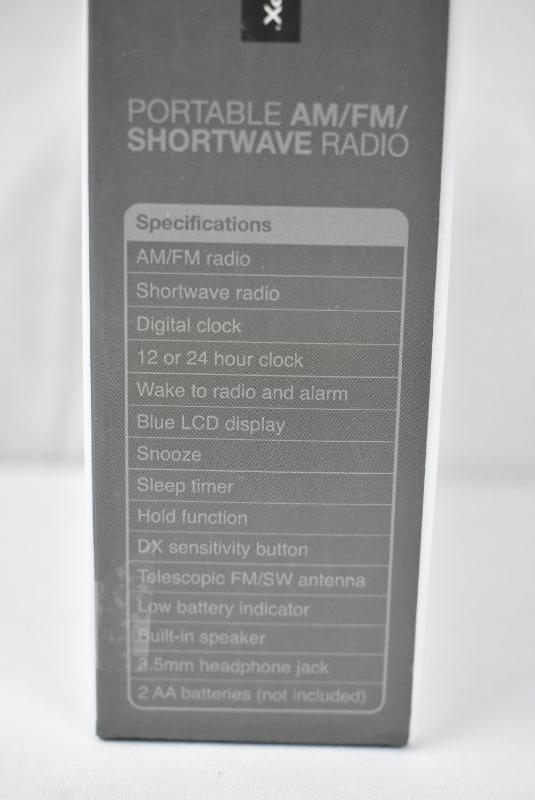 PORTABLE AM/FM/
SHORTWAVE RADIO
Specifications
AM/FM radio
Shortwave radio
Digital clock
12 or 24 hour clock
Wake to radio and alarm
Blue LCD display
Snooze
Sleep timer
Hold function
DX sensitivity button
Telescopic FM/SW antenna
Low battery indicator
Built-in speaker
3.5mm headphone jack
2 AA batteries (not included)